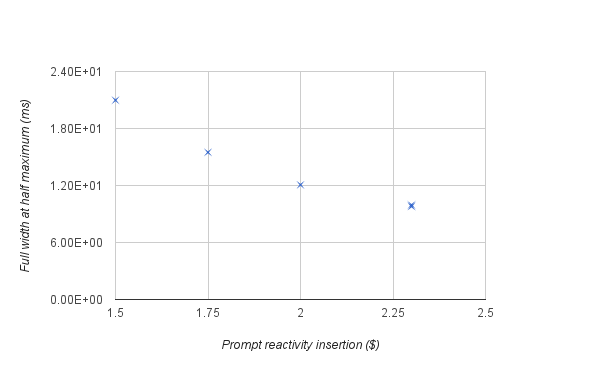 2.40E+01
1.80E+01
1.20E+01
6.00E+00
0.00E+00
Full width at half maximum (ms)
1.5 1.75 2 2.25 2.5
Prompt reactivity insertion ($)